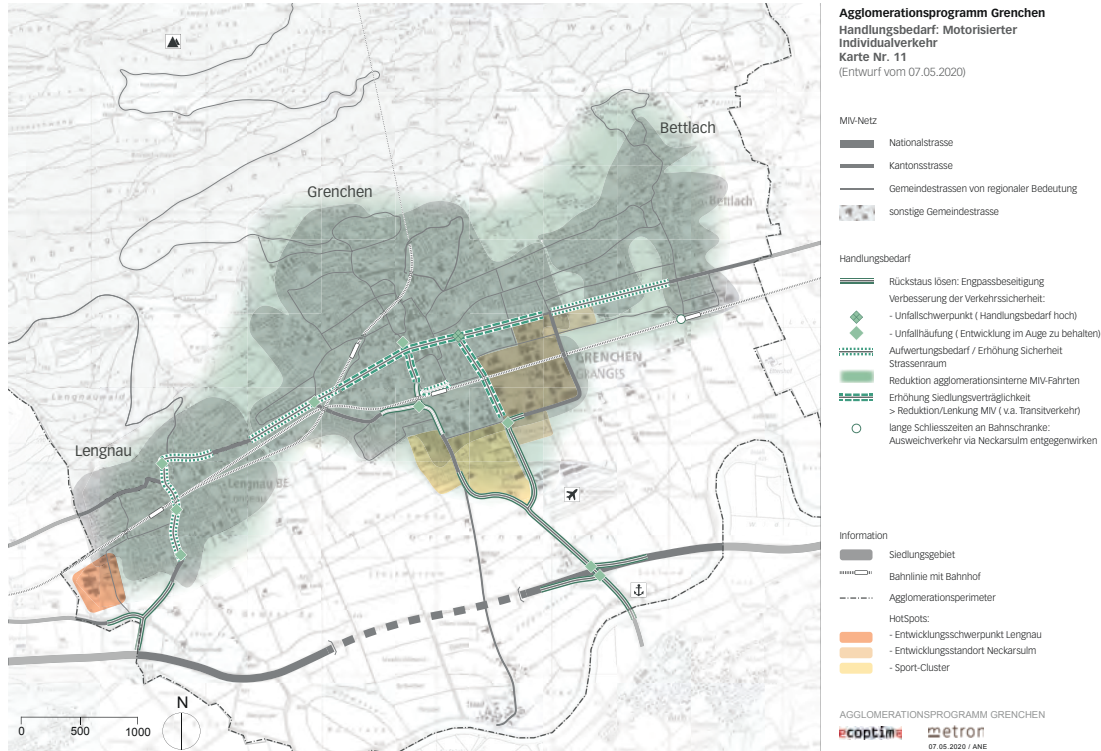 Agglomerationsprogramm Grenchen
Handlungsbedarf: Motorisierter
Individualverkehr
Karte Nr. 11
(Entwurf vom 07.05.2020)
MIV-Netz
Nationalstrasse
Kantonsstrasse
Gemeindestrassen von regionaler Bedeutung
sonstige Gemeindestrasse
Handlungsbedarf
Rückstaus lösen: Engpassbeseitigung
Verbesserung der Verkehrssicherheit:
- Unfallschwerpunkt ( Handlungsbedarf hoch)
- Unfallhäufung ( Entwicklung im Auge zu behalten)
Aufwertungsbedarf / Erhöhung Sicherheit
Strassenraum
Reduktion agglomerationsinterne MIV-Fahrten
Erhöhung Siedlungsverträglichkeit
> Reduktion/Lenkung MIV ( v.a. Transitverkehr)
lange Schliesszeiten an Bahnschranke:
Ausweichverkehr via Neckarsulm entgegenwirken
Information
Siedlungsgebiet
Bahnlinie mit Bahnhof
Agglomerationsperimeter
HotSpots:
- Entwicklungsschwerpunkt Lengnau
- Entwicklungsstandort Neckarsulm
- Sport-Cluster
AGGLOMERATIONSPROGRAMM GRENCHEN
ecoptima metron
07.05.2020 / ANE
Bettlach
Grenchen
Bettlach
GRENCHEN
GRANGES
Lengnauwald
Lengnau
Lengnau BE
N
0 500 1000